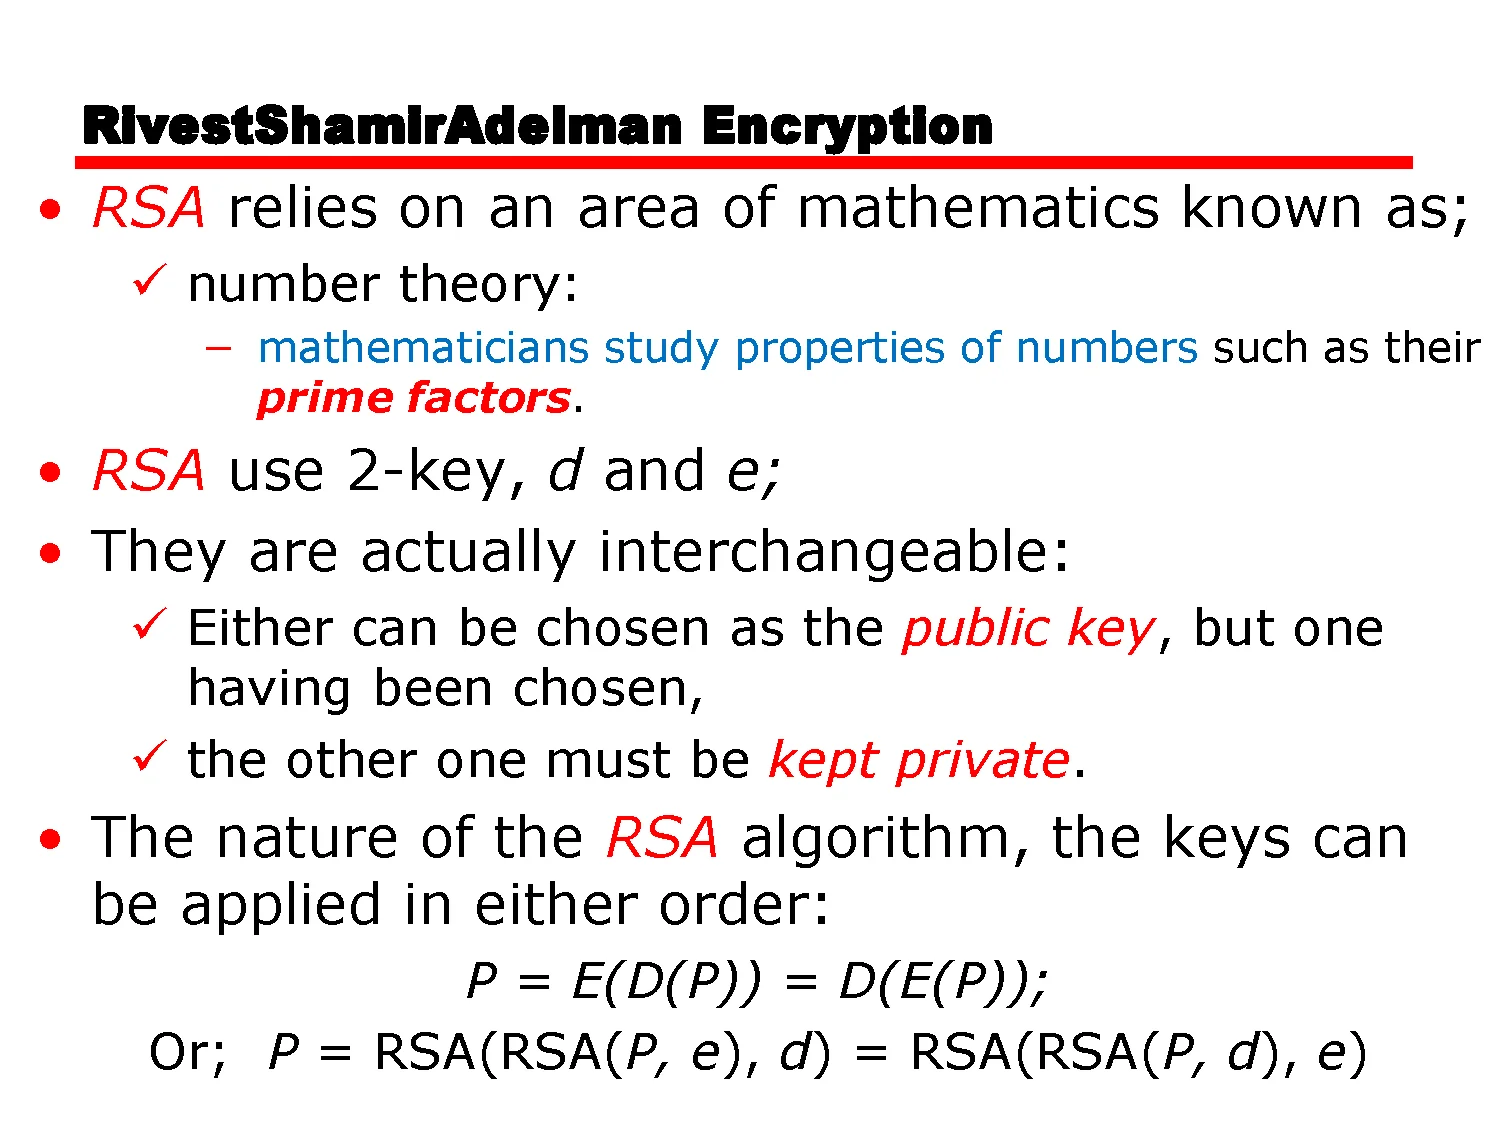 RivestShamirAdelman Encryption
• RSA relies on an area of mathematics known as;
✓ number theory:
– mathematicians study properties of numbers such as their
prime factors.
• RSA use 2-key, d and e;
• They are actually interchangeable:
✓ Either can be chosen as the public key, but one
having been chosen,
✓ the other one must be kept private.
• The nature of the RSA algorithm, the keys can
be applied in either order:
P = E(D(P)) = D(E(P));
Or; P = RSA(RSA(P, e), d) = RSA(RSA(P, d), e)